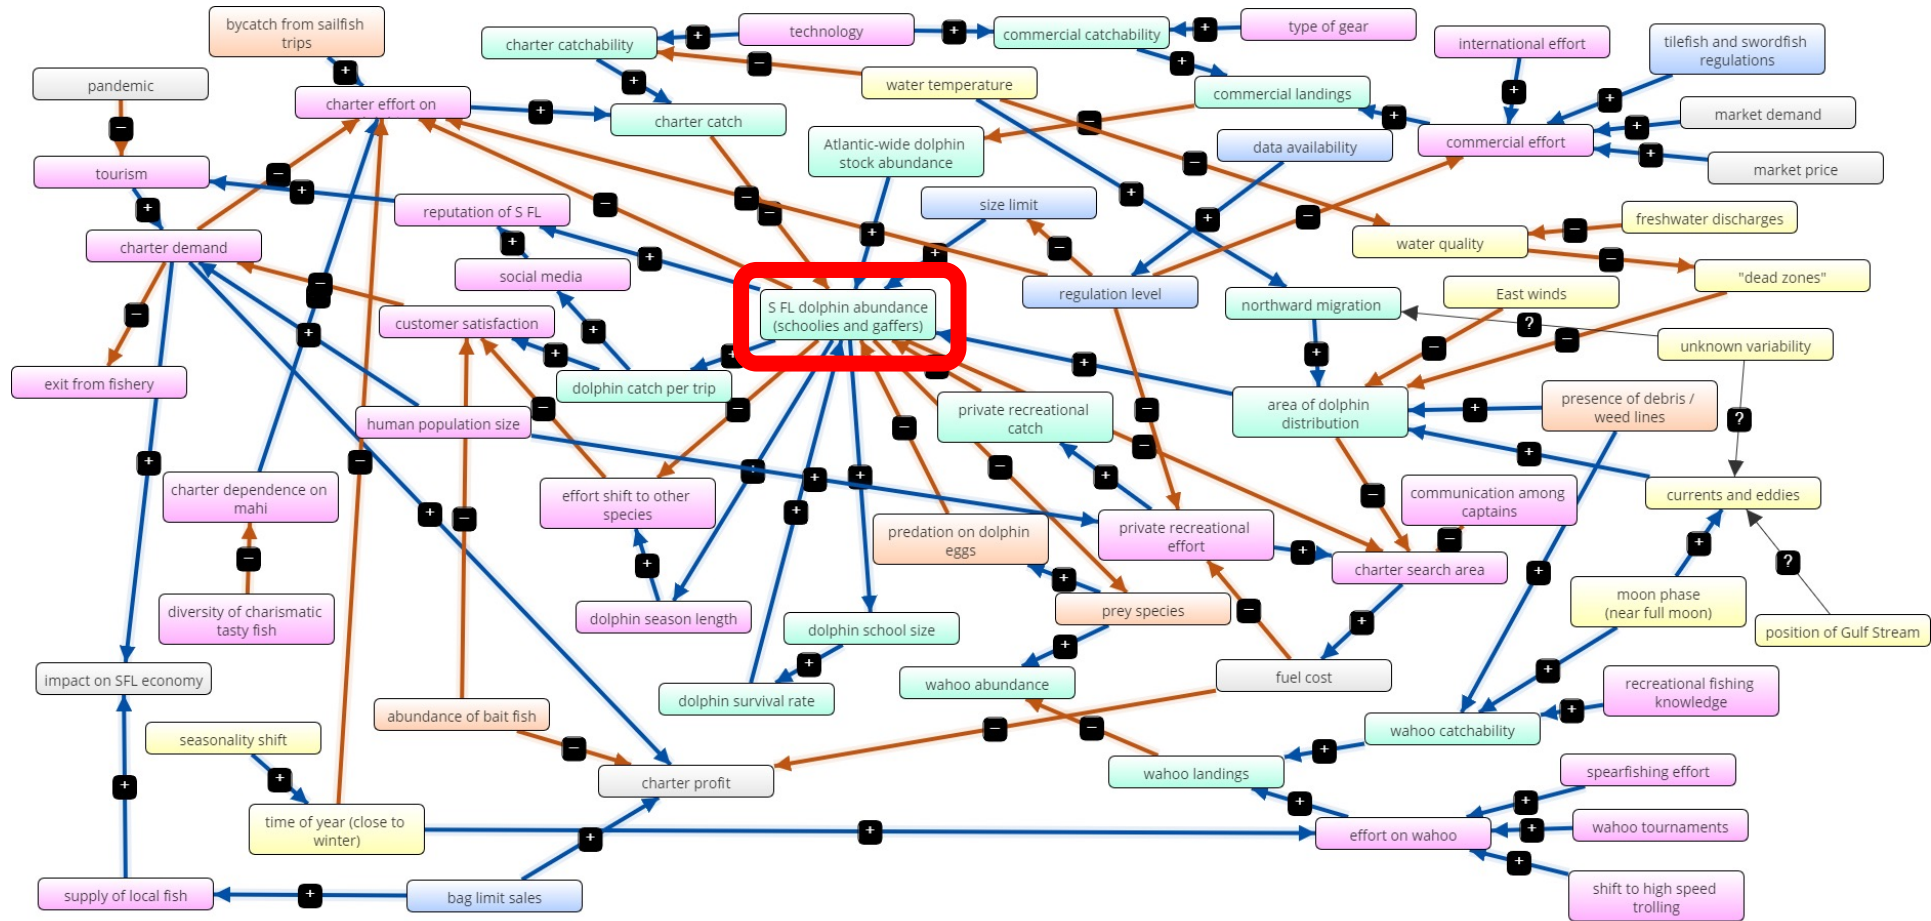 bycatch from sailfish
trips
technology
type of gear
charter catchability
commercial catchability
international effort
tilefish and swordfish
regulations
pandemic
water temperature
commercial landings
charter effort on
charter catch
market demand
Atlantic-wide dolphin
stock abundance
data availability
commercial effort
tourism
market price
reputation of S FL
size limit
freshwater discharges
charter demand
water quality
social media
"dead zones"
regulation level
northward migration
East winds
S FL dolphin abundance
(schoolies and gaffers)
customer satisfaction
unknown variability
exit from fishery
dolphin catch per trip
private recreational
catch
area of dolphin
distribution
presence of debris /
weed lines
human population size
charter dependence on
mahi
effort shift to other
species
communication among
captains
currents and eddies
predation on dolphin
eggs
private recreational
effort
charter search area
diversity of charismatic
tasty fish
dolphin season length
prey species
moon phase
(near full moon)
dolphin school size
position of Gulf Stream
impact on SFL economy
wahoo abundance
fuel cost
dolphin survival rate
recreational fishing
knowledge
abundance of bait fish
wahoo catchability
seasonality shift
charter profit
wahoo landings
spearfishing effort
time of year (close to
winter)
effort on wahoo
wahoo tournaments
supply of local fish
bag limit sales
shift to high speed
trolling